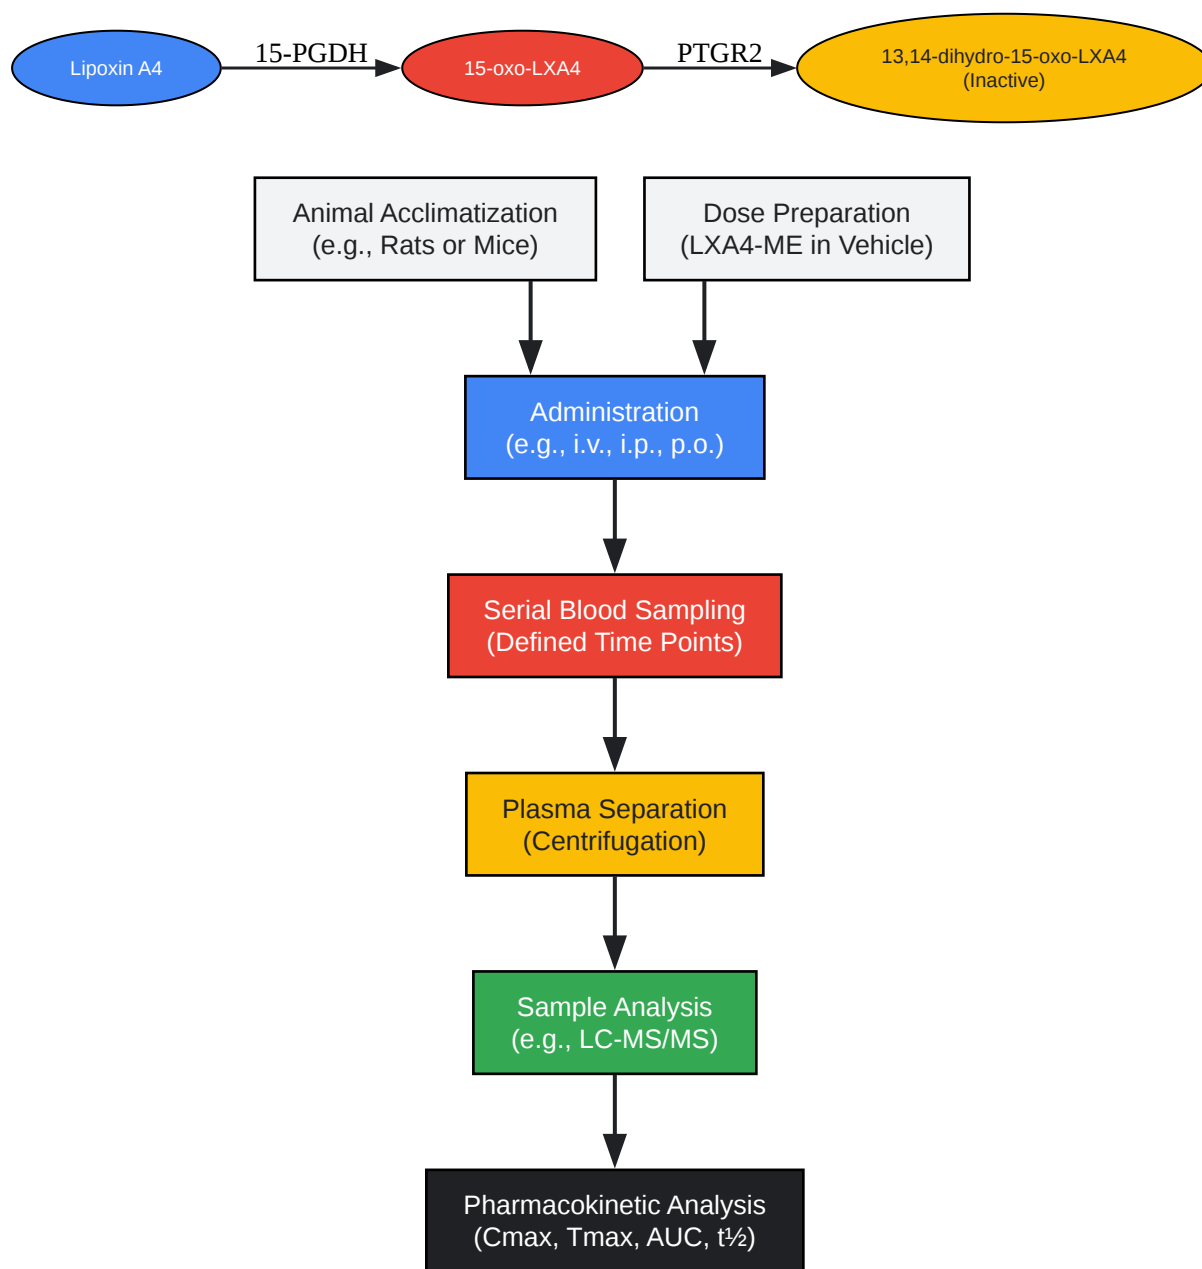 Lipoxin A4
15-PGDH
15-oxo-LXA4
PTGR2
13,14-dihydro-15-oxo-LXA4
(Inactive)
Animal Acclimatization
(e.g., Rats or Mice)
Dose Preparation
(LXA4-ME in Vehicle)
Administration
(e.g., i.v., i.p., p.o.)
Serial Blood Sampling
(Defined Time Points)
Plasma Separation
(Centrifugation)
Sample Analysis
(e.g., LC-MS/MS)
Pharmacokinetic Analysis
(Cmax, Tmax, AUC, t½)